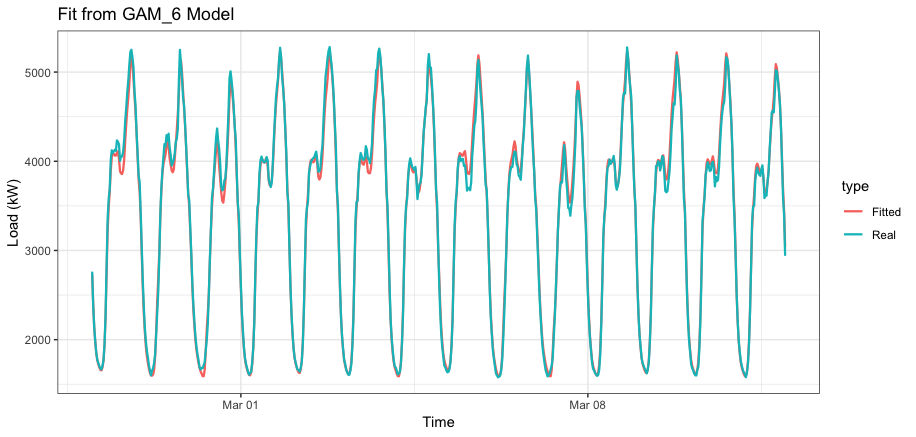 Fit from GAM_6 Model
5000
4000
3000
2000
Load (kW)
Mar 01
Mar 08
Time
type
Fitted
Real